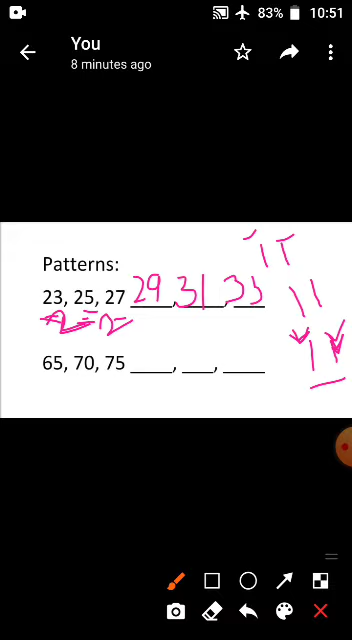 83% 10:51
You
8 minutes ago
Patterns:
23, 25, 27 29, 31, 33
65, 70, 75 ____, ___, ____